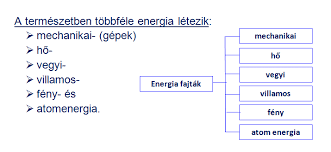 A természetben többféle energia létezik:
➢ mechanikai- (gépek)
➢ hő-
➢ vegyi-
➢ villamos-
➢ fény- és
➢ atomenergia.
Energia fajták
mechanikai
hő
vegyi
villamos
fény
atom energia